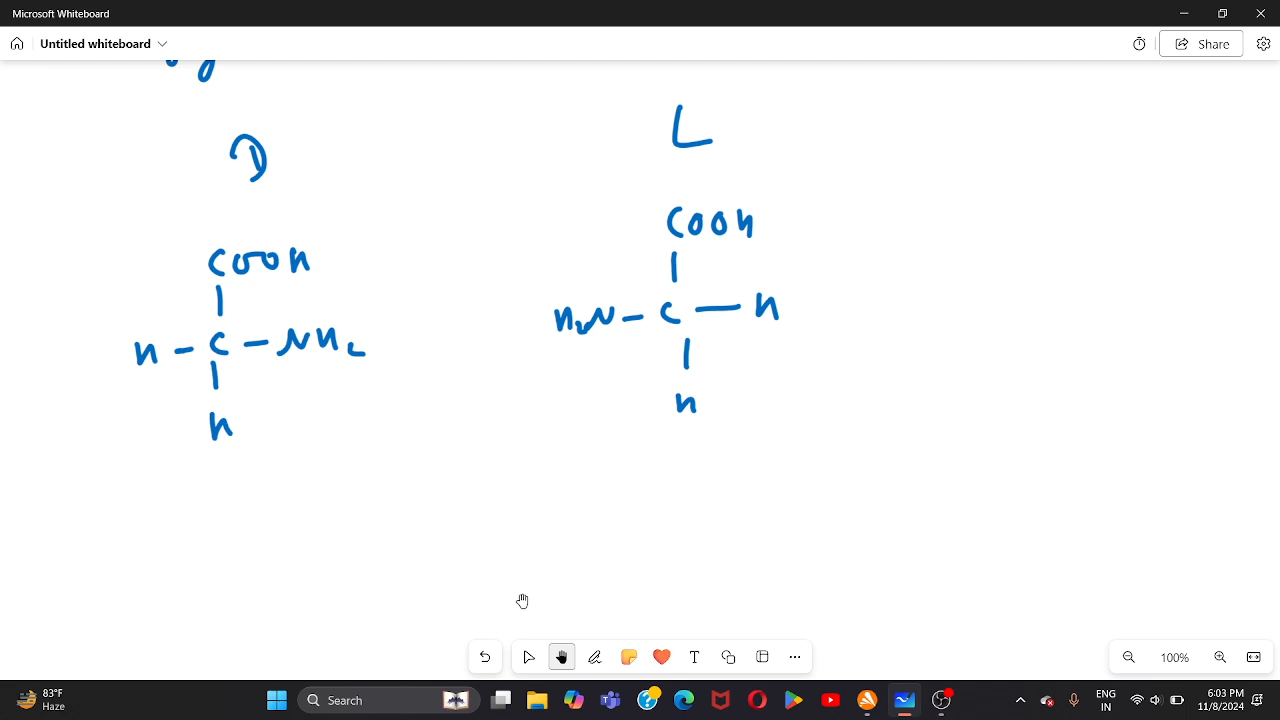 Microsoft Whiteboard
Untitled whiteboard
Share
D
L
COOH
H - C - NH2
H
COOH
H2N - C - H
H
T
100%
83°F
Haze
Search
ENG
IN
6:03 PM
11/8/2024